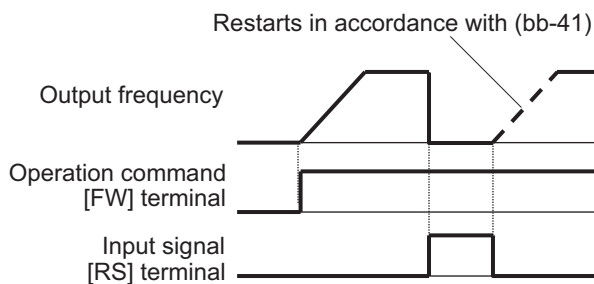 Restarts in accordance with (bb-41)
Output frequency
Operation command
[FW] terminal
Input signal
[RS] terminal